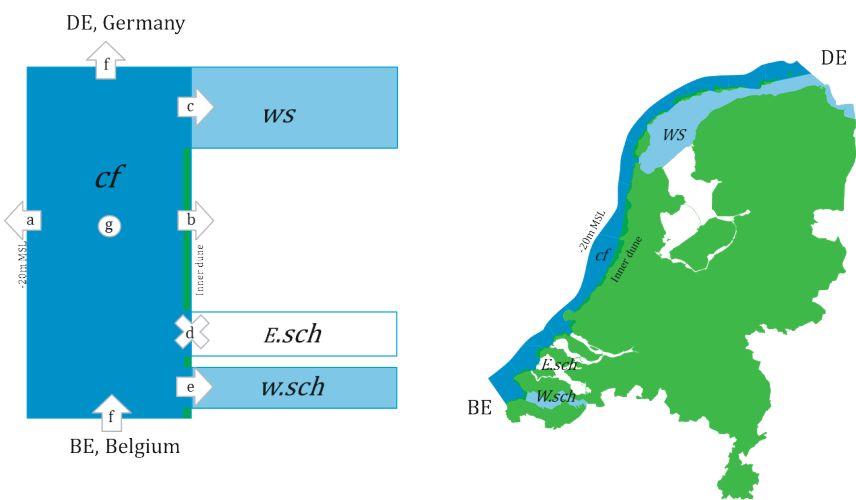 DE, Germany
f
c
ws
cf
a
g
b
-20m MSL
Inner dune
d
E.sch
e
w.sch
f
BE, Belgium
DE
WS
-20m MSL
cf
Inner dune
E.sch
W.sch
BE